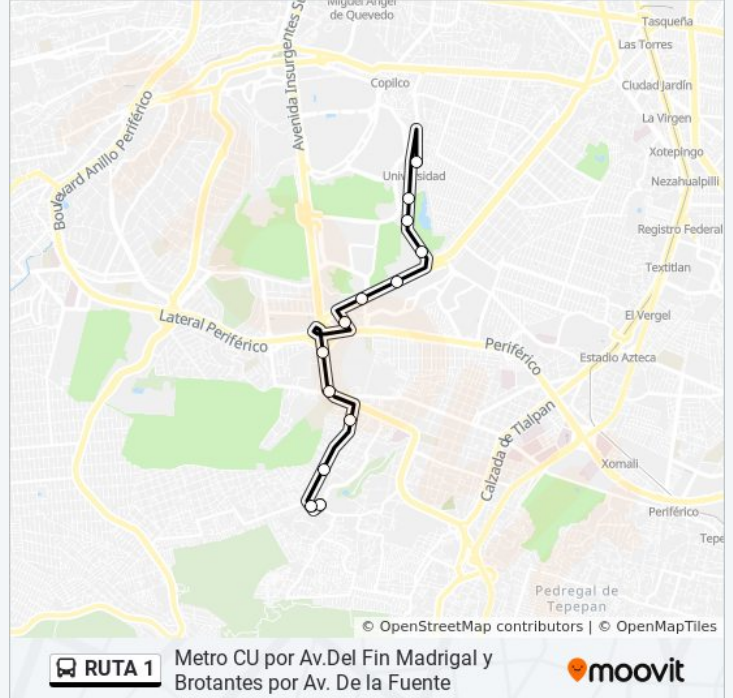 Miguel Ángel
de Quevedo
Tasqueña
Las Torres
Copilco
Ciudad Jardín
La Virgen
Xotepingo
Nezahualpilli
Avenida Insurgentes Su
Boulevard Anillo Periférico
Universidad
Registro Federal
Textitlan
El Vergel
Lateral Periférico
Periférico
Estadio Azteca
Calzada de Tlalpan
Xomali
Periférico
Tepe
Pedregal de
Tepepan
© OpenStreetMap contributors | © OpenMapTiles
RUTA 1
Metro CU por Av.Del Fin Madrigal y
Brotantes por Av. De la Fuente
moovit